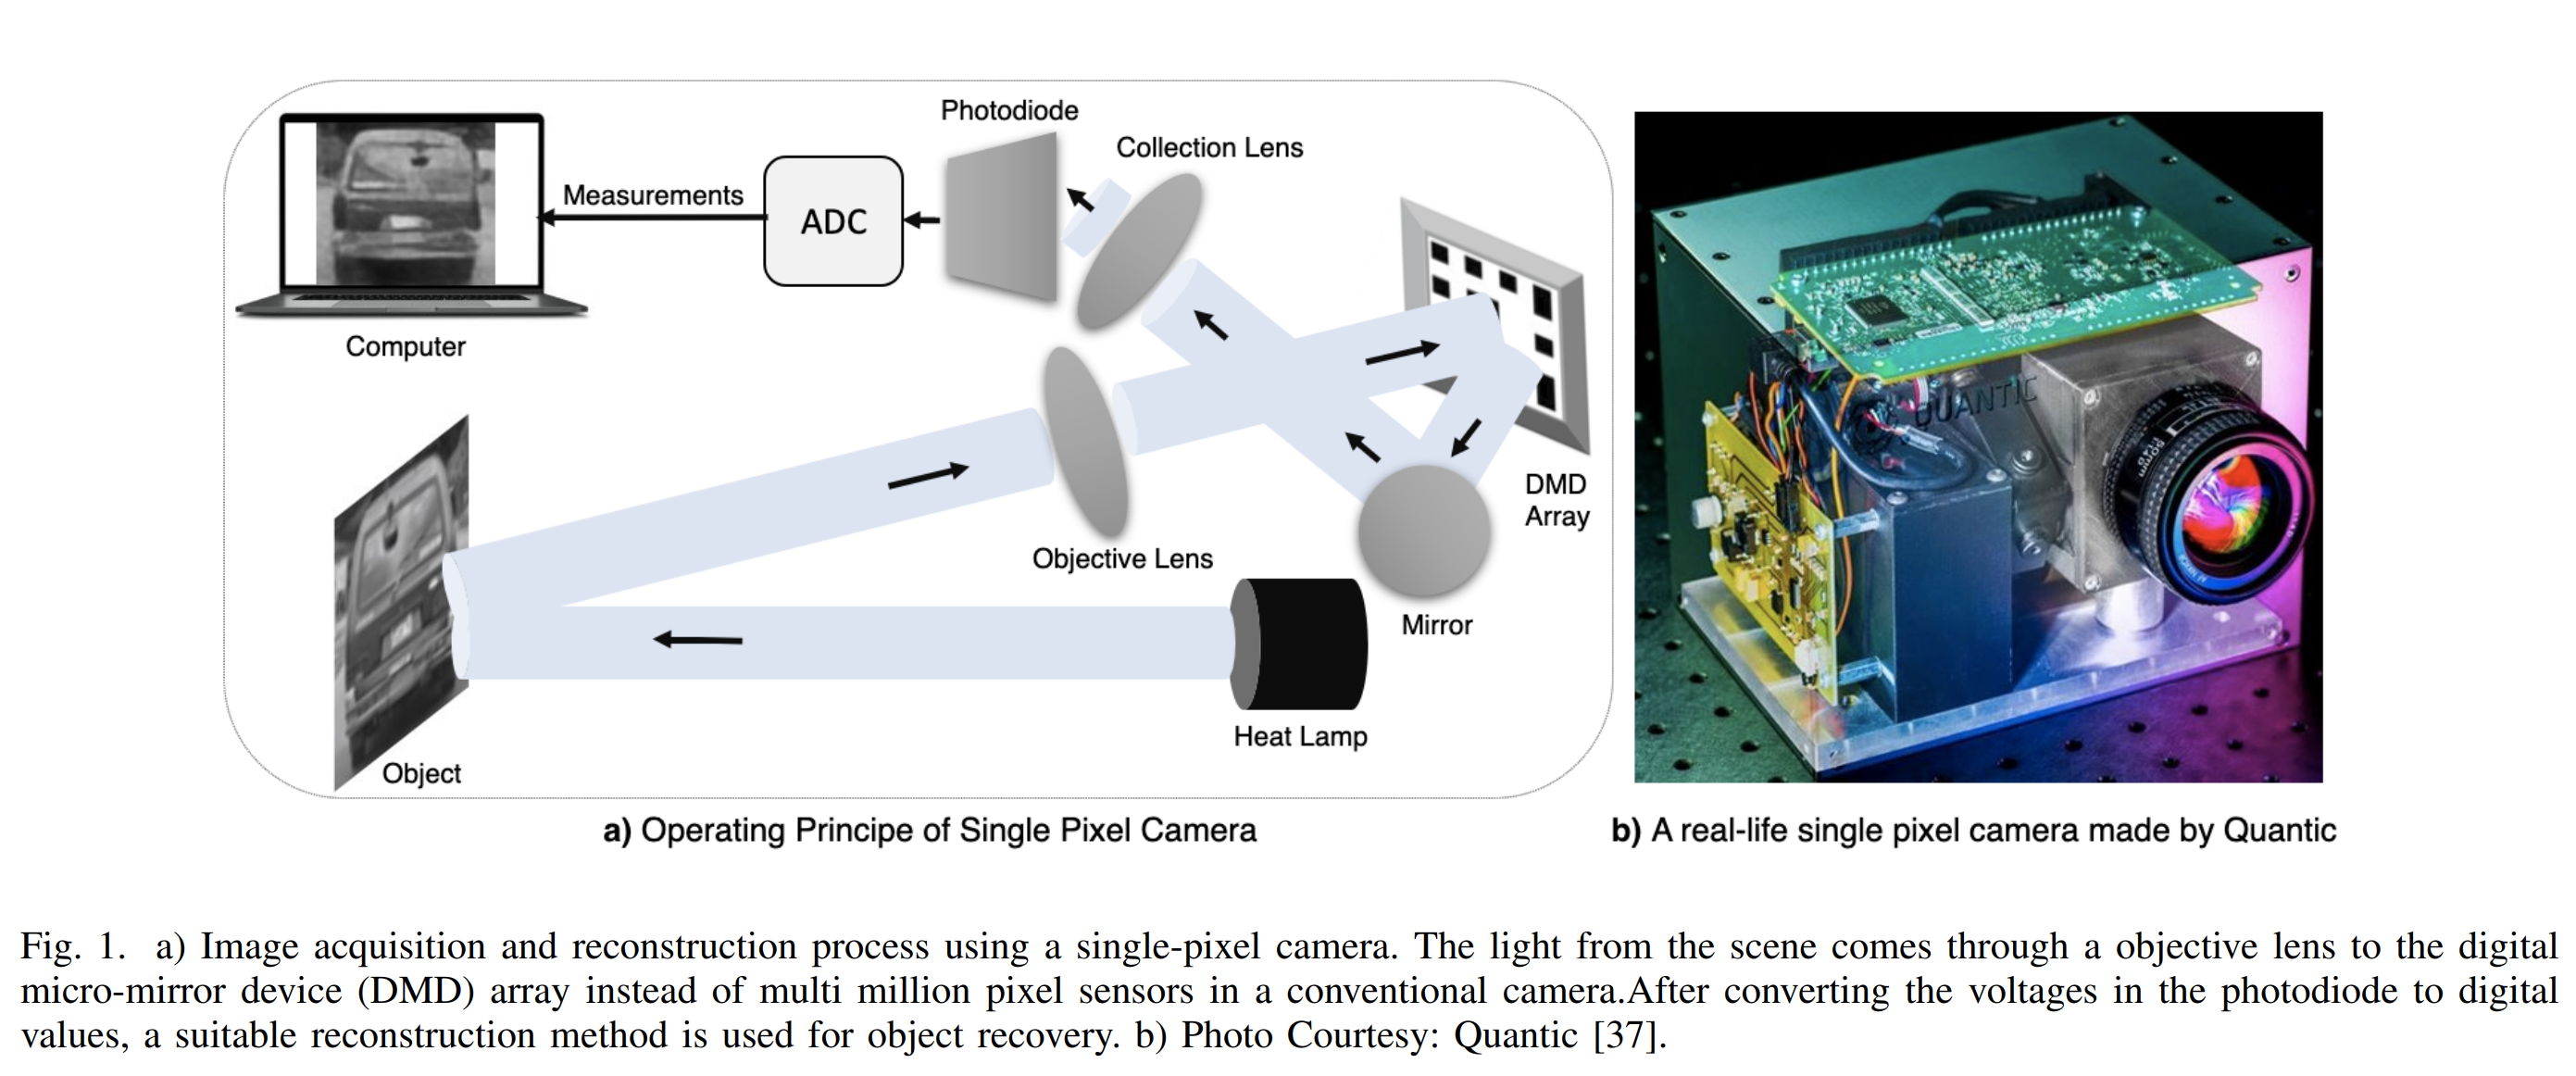 Photodiode
Collection Lens
Measurements
ADC
Computer
DMD
Array
Objective Lens
Mirror
Heat Lamp
Object
QUANTIC
a) Operating Principe of Single Pixel Camera
b) A real-life single pixel camera made by Quantic
Fig. 1. a) Image acquisition and reconstruction process using a single-pixel camera. The light from the scene comes through a objective lens to the digital
micro-mirror device (DMD) array instead of multi million pixel sensors in a conventional camera.After converting the voltages in the photodiode to digital
values, a suitable reconstruction method is used for object recovery. b) Photo Courtesy: Quantic [37].